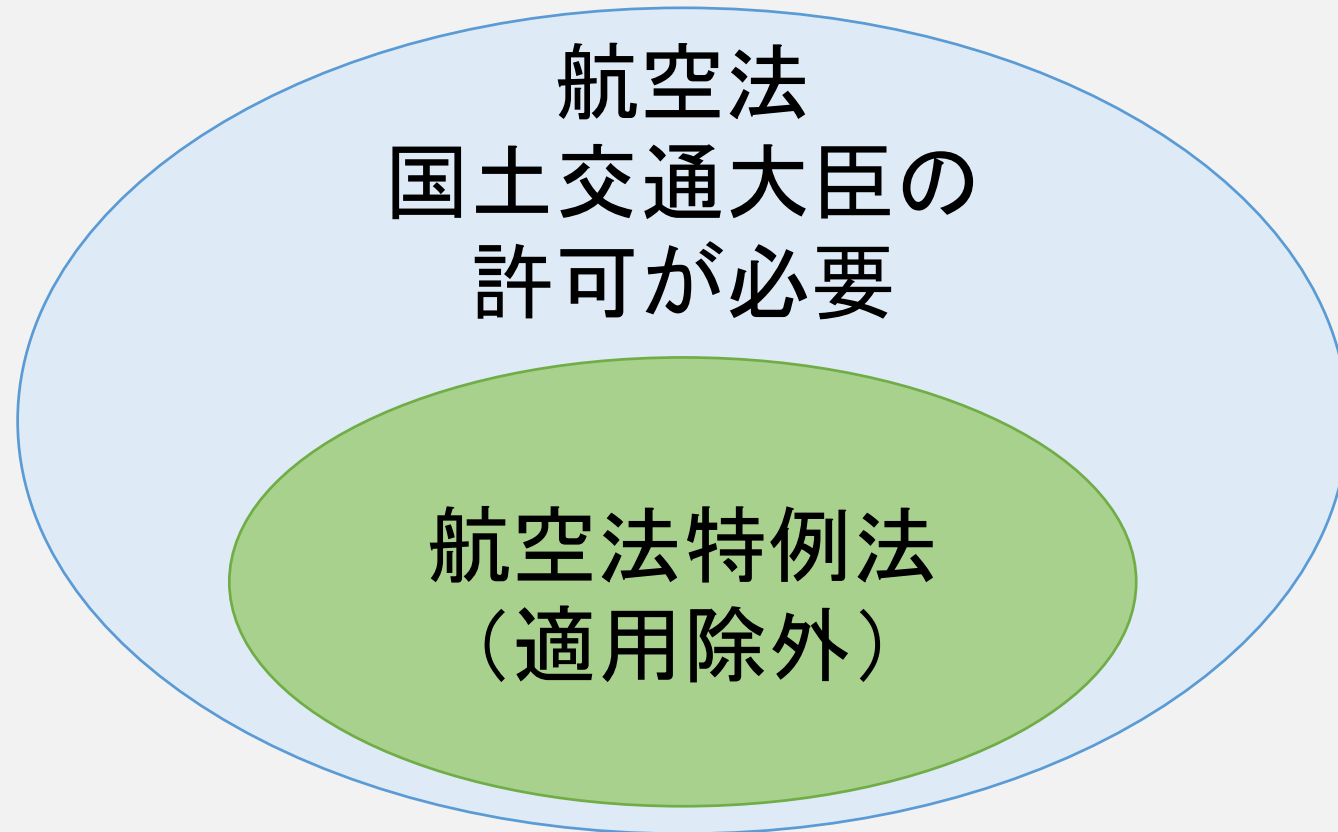 航空法
国土交通大臣の
許可が必要
航空法特例法
（適用除外）